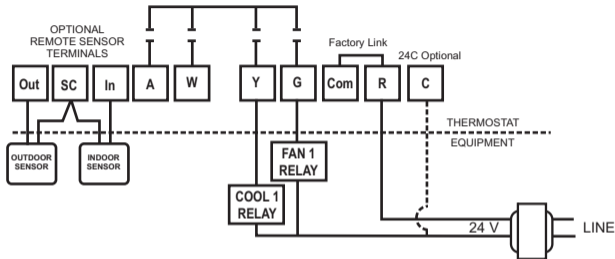 OPTIONAL
REMOTE SENSOR
TERMINALS
Factory Link
24C Optional
Out SC In A W Y G Com R C
THERMOSTAT
EQUIPMENT
OUTDOOR
SENSOR
INDOOR
SENSOR
FAN 1
RELAY
COOL 1
RELAY
24 V
LINE